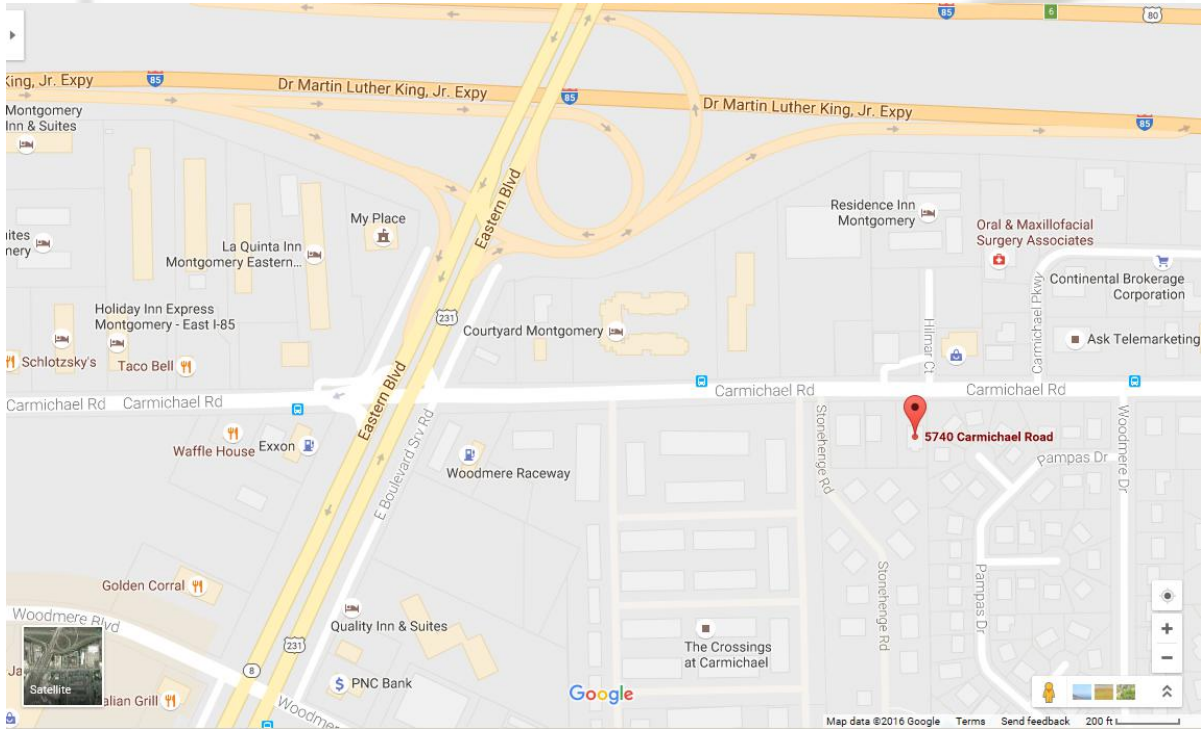 85
6
80
King, Jr. Expy
85
Dr Martin Luther King, Jr. Expy
85
Dr Martin Luther King, Jr. Expy
85
Montgomery
Inn & Suites
My Place
Eastern Blvd
Residence Inn
Montgomery
Oral & Maxillofacial
Surgery Associates
La Quinta Inn
Montgomery Eastern...
Continental Brokerage
Corporation
Carmichael Pkwy
Holiday Inn Express
Montgomery - East I-85
231
Courtyard Montgomery
Hilmar Ct
Ask Telemarketing
Schlotzsky's
Taco Bell
Eastern Blvd
Carmichael Rd
Carmichael Rd
Carmichael Rd
Carmichael Rd
Waffle House
Exxon
E Boulevard Srv Rd
Woodmere Raceway
Stonehenge Rd
5740 Carmichael Road
Pampas Dr
Woodmere Dr
Golden Corral
Stonehenge Rd
Pampas Dr
Woodmere Blvd
Quality Inn & Suites
231
The Crossings
at Carmichael
8
PNC Bank
Satellite
alian Grill
Woodmere
Google
Map data ©2016 Google Terms Send feedback 200 ft